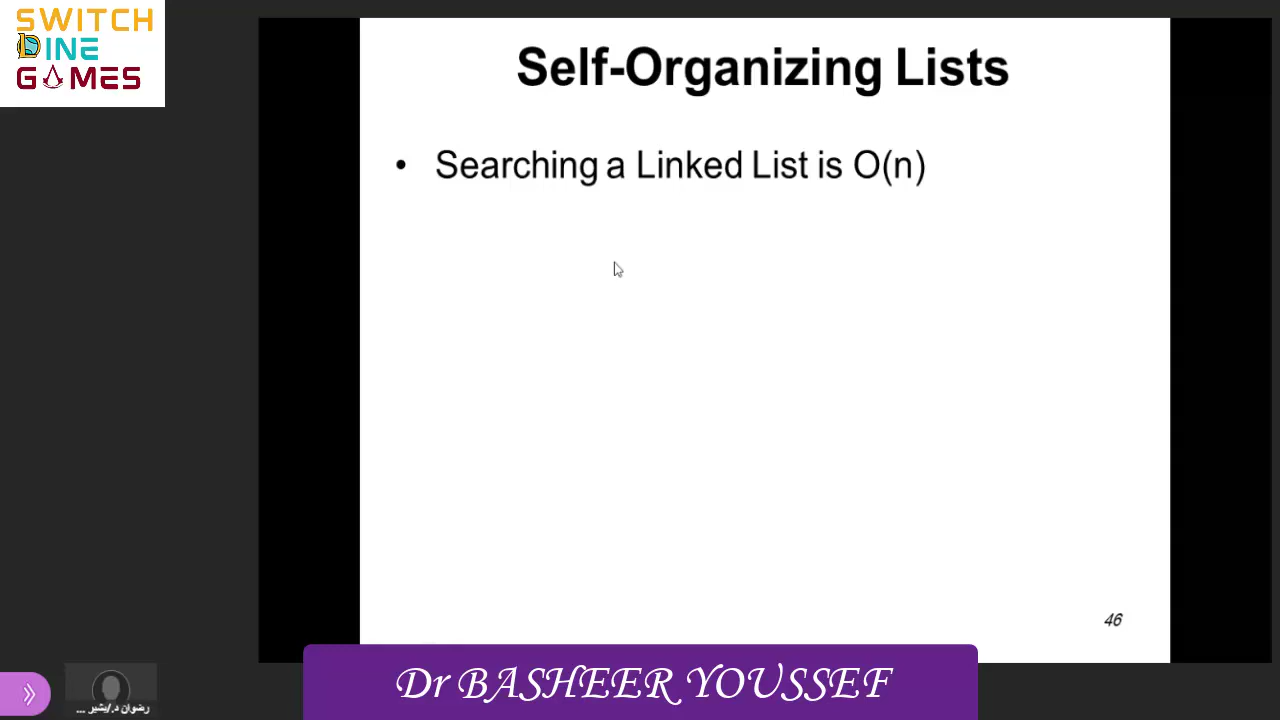 SWITCH
DINE
GAMES
Self-Organizing Lists
• Searching a Linked List is O(n)
46
Dr BASHEER YOUSSEF
رضوان د./بشير ...